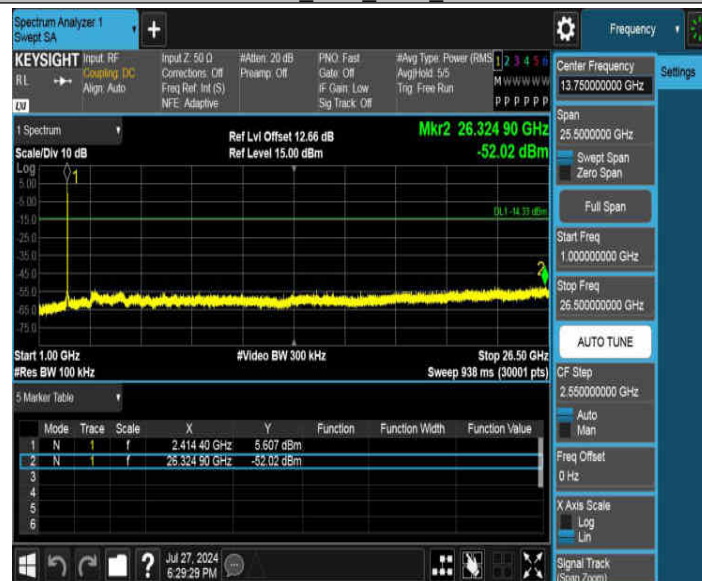 Spectrum Analyzer 1
Swept SA
+
Frequency
KEYSIGHT
RL
Input: RF
Coupling: DC
Align: Auto
Input Z: 50 Ω
Corrections: Off
Freq Ref: Int (S)
NFE: Adaptive
#Atten: 20 dB
Preamp: Off
PNO: Fast
Gate: Off
IF Gain: Low
Sig Track: Off
#Avg Type: Power (RMS
Avg|Hold: 5/5
Trig: Free Run
1 2 3 4 5 6
M W W W W W
P P P P P P
1 Spectrum
Scale/Div 10 dB
Ref Lvl Offset 12.66 dB
Ref Level 15.00 dBm
Mkr2 26.324 90 GHz
-52.02 dBm
Log
5.00
-5.00
-15.0
-25.0
-35.0
-45.0
-55.0
-65.0
-75.0
1
DL1 -14.33 dBm
2
Start 1.00 GHz
#Video BW 300 kHz
Stop 26.50 GHz
#Res BW 100 kHz
Sweep 938 ms (30001 pts)
5 Marker Table
Mode Trace Scale X Y Function Function Width Function Value
1 N 1 f 2.414 40 GHz 5.607 dBm
2 N 1 f 26.324 90 GHz -52.02 dBm
3
4
5
6
Jul 27, 2024
6:29:29 PM
?
Center Frequency
13.750000000 GHz
Settings
Span
25.5000000 GHz
Swept Span
Zero Span
Full Span
Start Freq
1.000000000 GHz
Stop Freq
26.500000000 GHz
AUTO TUNE
CF Step
2.550000000 GHz
Auto
Man
Freq Offset
0 Hz
X Axis Scale
Log
Lin
Signal Track
(Span Zoom)